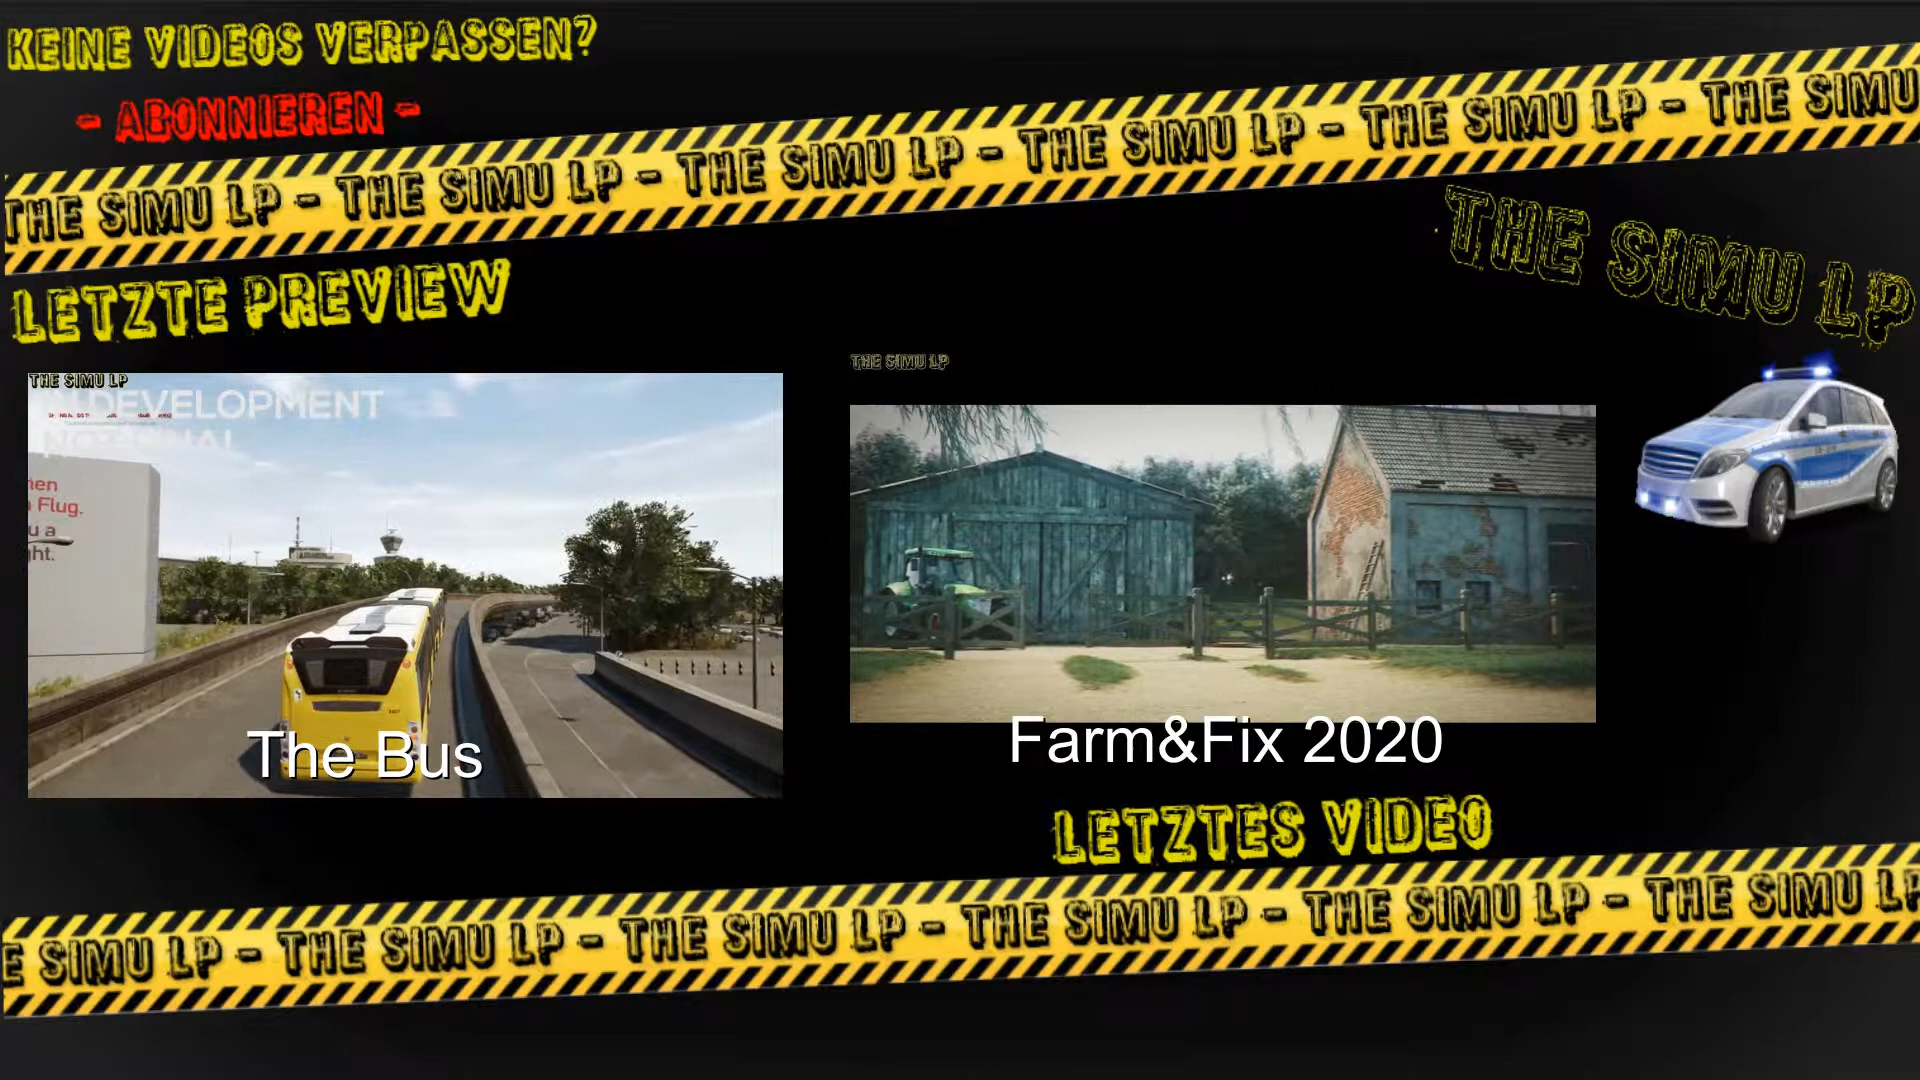 KEINE VIDEOS VERPASSEN?
- ABONNIEREN -
THE SIMU LP - THE SIMU LP - THE SIMU LP - THE SIMU LP - THE SIMU LP - THE SIMU
THE SIMU LP
LETZTE PREVIEW
THE SIMU LP
THE SIMU LP
DEVELOPMENT
Flug.
u a
The Bus
Farm&Fix 2020
LETZTES VIDEO
E SIMU LP - THE SIMU LP - THE SIMU LP - THE SIMU LP - THE SIMU LP - THE SIMU LP